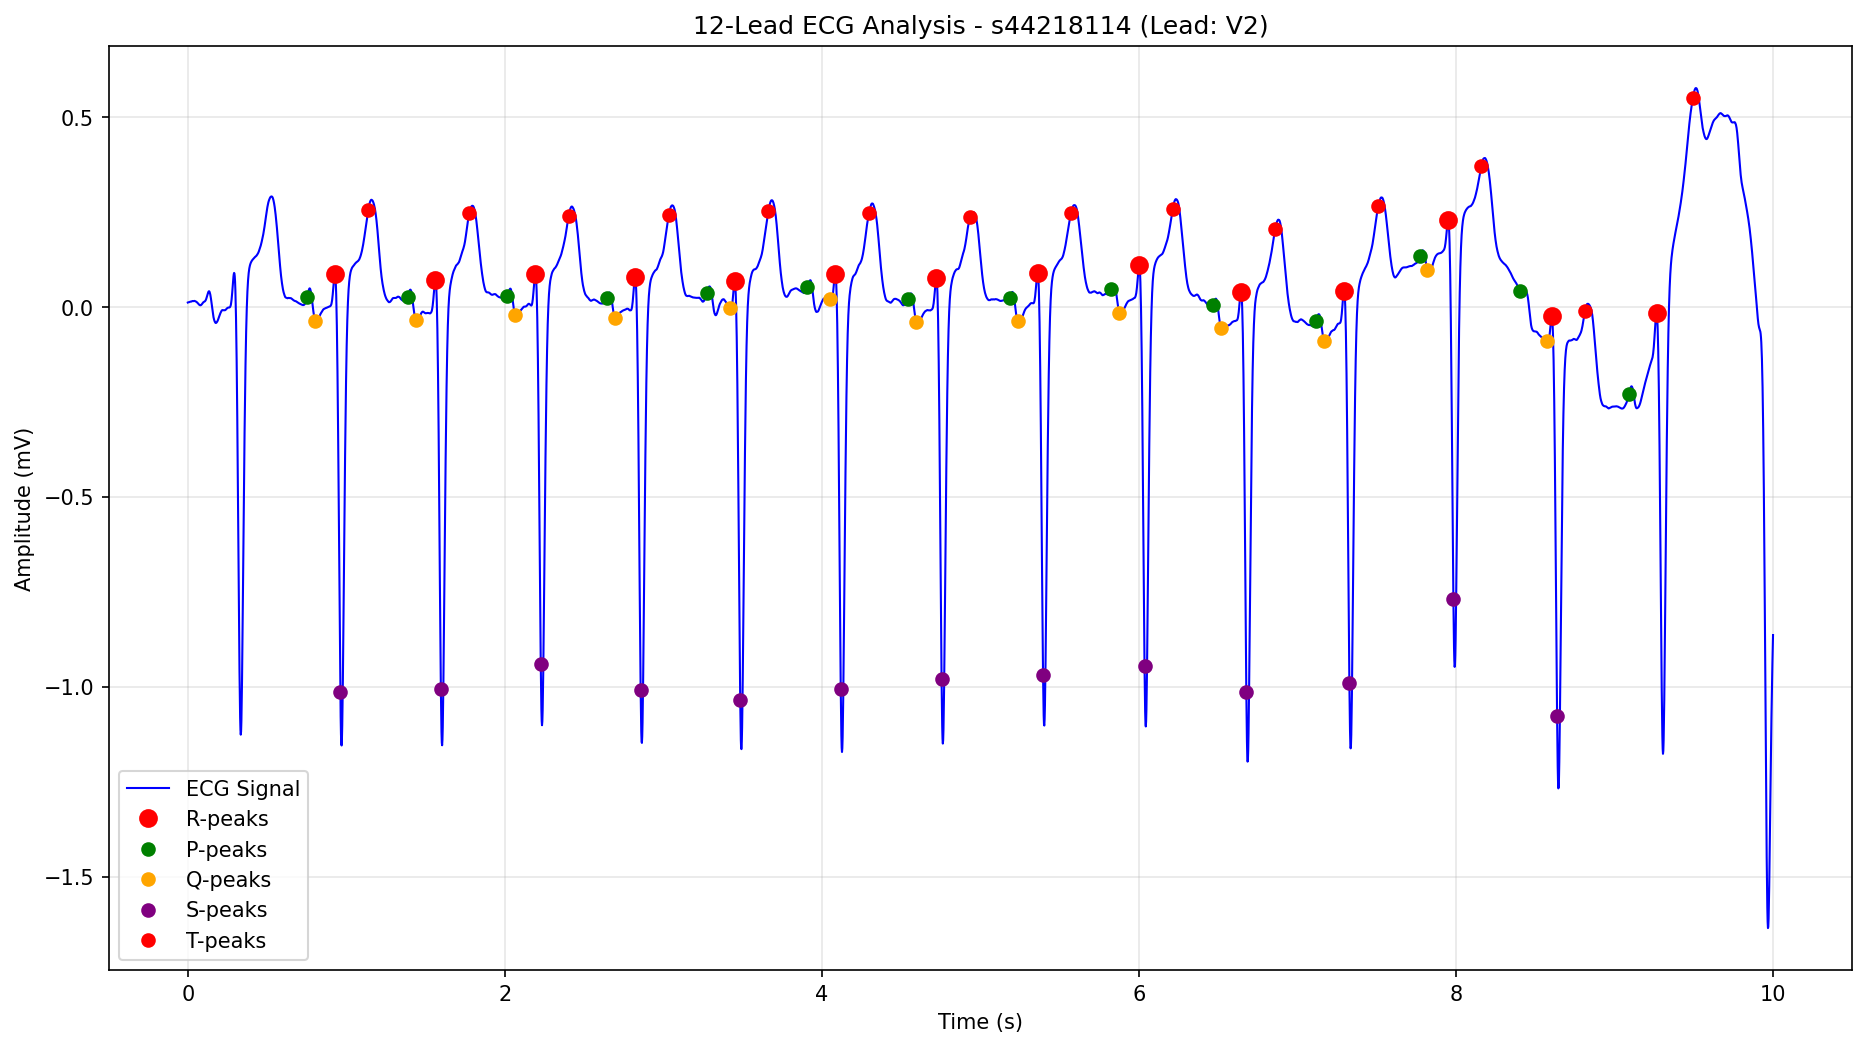 12-Lead ECG Analysis - s44218114 (Lead: V2)
Amplitude (mV)
0.5
0.0
−0.5
−1.0
−1.5
ECG Signal
R-peaks
P-peaks
Q-peaks
S-peaks
T-peaks
0 2 4 6 8 10
Time (s)